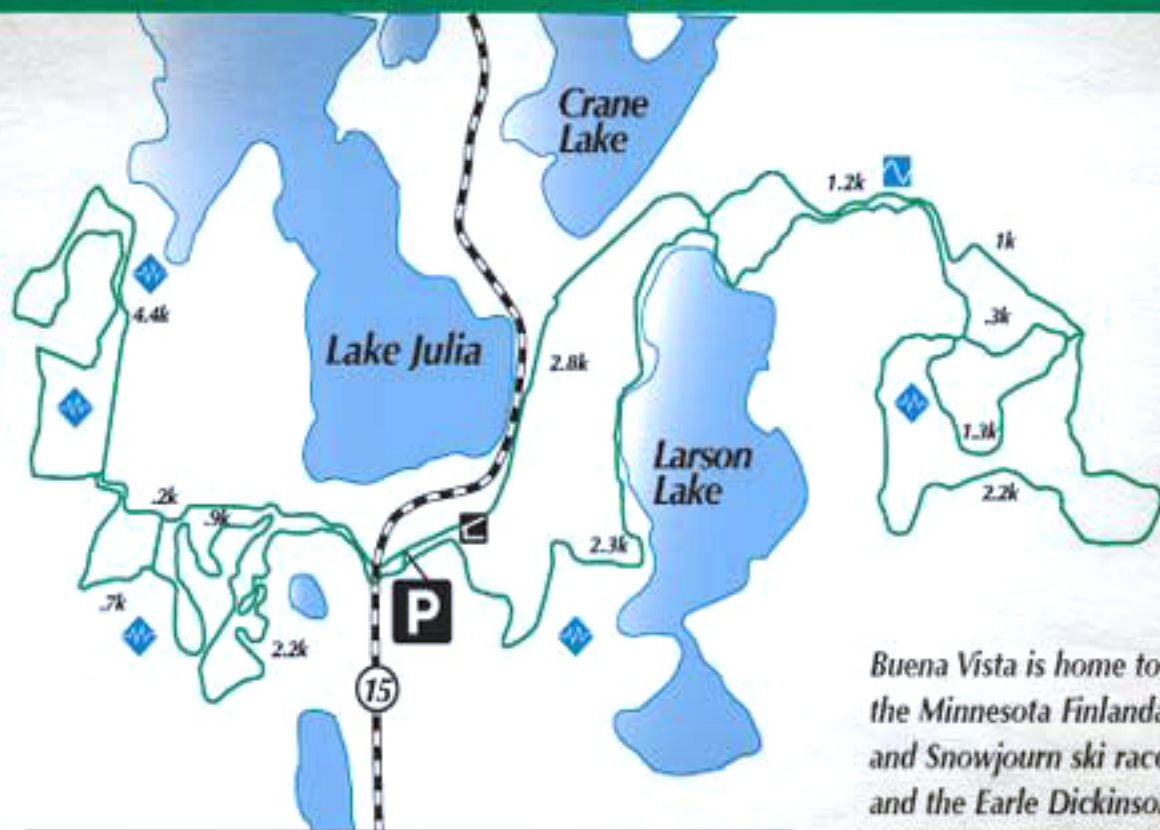 Crane
Lake
1.2k
1k
4.4k
.3k
Lake Julia
2.8k
1.3k
Larson
Lake
2.2k
.2k
.9k
2.3k
.7k
P
2.2k
15
Buena Vista is home to
the Minnesota Finlanda
and Snowjourn ski race
and the Earle Dickinson